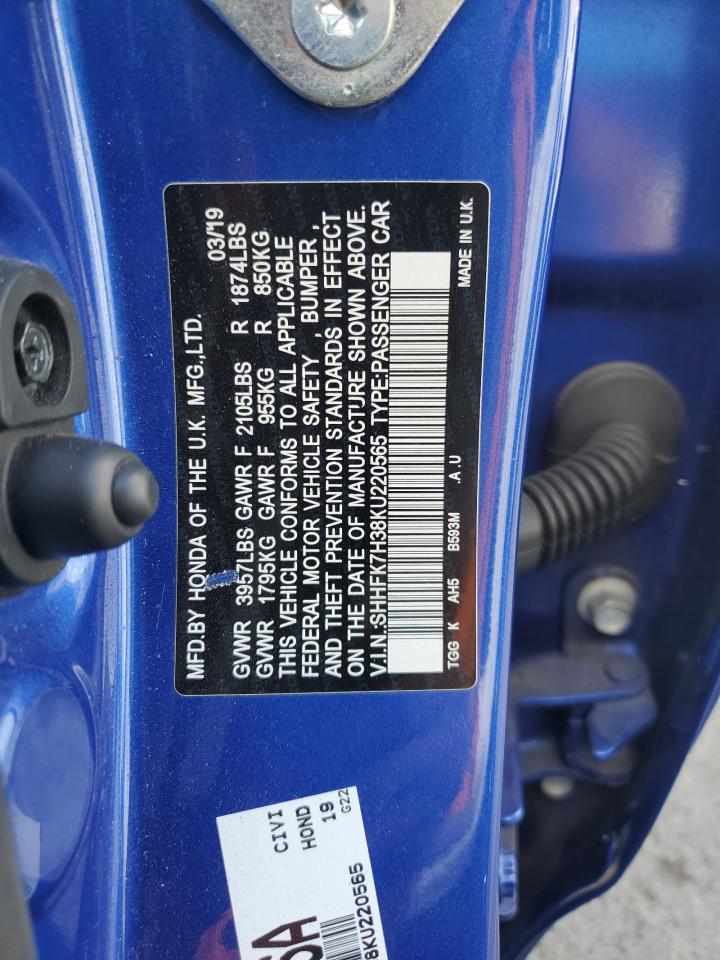 MFD.BY HONDA OF THE U.K. MFG.,LTD. 03/19
GVWR 3957LBS GAWR F 2105LBS R 1874LBS
GVWR 1795KG GAWR F 955KG R 850KG
THIS VEHICLE CONFORMS TO ALL APPLICABLE
FEDERAL MOTOR VEHICLE SAFETY , BUMPER ,
AND THEFT PREVENTION STANDARDS IN EFFECT
ON THE DATE OF MANUFACTURE SHOWN ABOVE.
V.I.N.:SHHFK7H38KU220565 TYPE:PASSENGER CAR
TGG K AH5 B593M .A.U MADE IN U.K.
CIVI
HOND
19
G22
6A
8KU220565